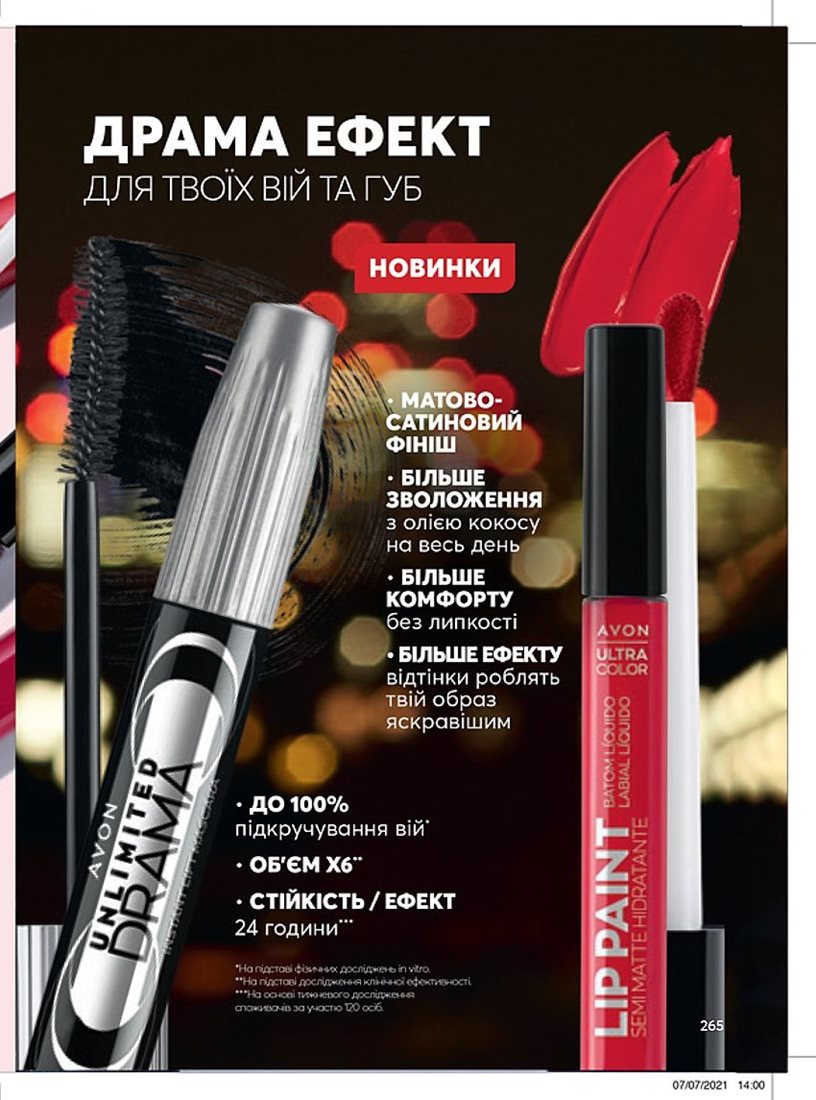 ДРАМА ЕФЕКТ
ДЛЯ ТВОЇХ ВІЙ ТА ГУБ
НОВИНКИ
· МАТОВО-
САТИНОВИЙ
ФІНІШ
· БІЛЬШЕ
ЗВОЛОЖЕННЯ
з олією кокосу
на весь день
· БІЛЬШЕ
КОМФОРТУ
без липкості
· БІЛЬШЕ ЕФЕКТУ
відтінки роблять
твій образ
яскравішим
AVON
ULTRA
COLOR
BATOM LÍQUIDO
LABIAL LÍQUIDO
LIP PAINT
SEMI MATTE HIDRATANTE
AVON
UNLIMITED
DRAMA
INSTANT LIFT MASCARA
· ДО 100%
підкручування вій*
· ОБ'ЄМ Х6**
· СТІЙКІСТЬ / ЕФЕКТ
24 години***
*На підставі фізичних досліджень in vitro.
**На підставі дослідження клінічної ефективності.
***На основі тижневого дослідження
споживачів за участю 120 осіб.
265
07/07/2021 14:00